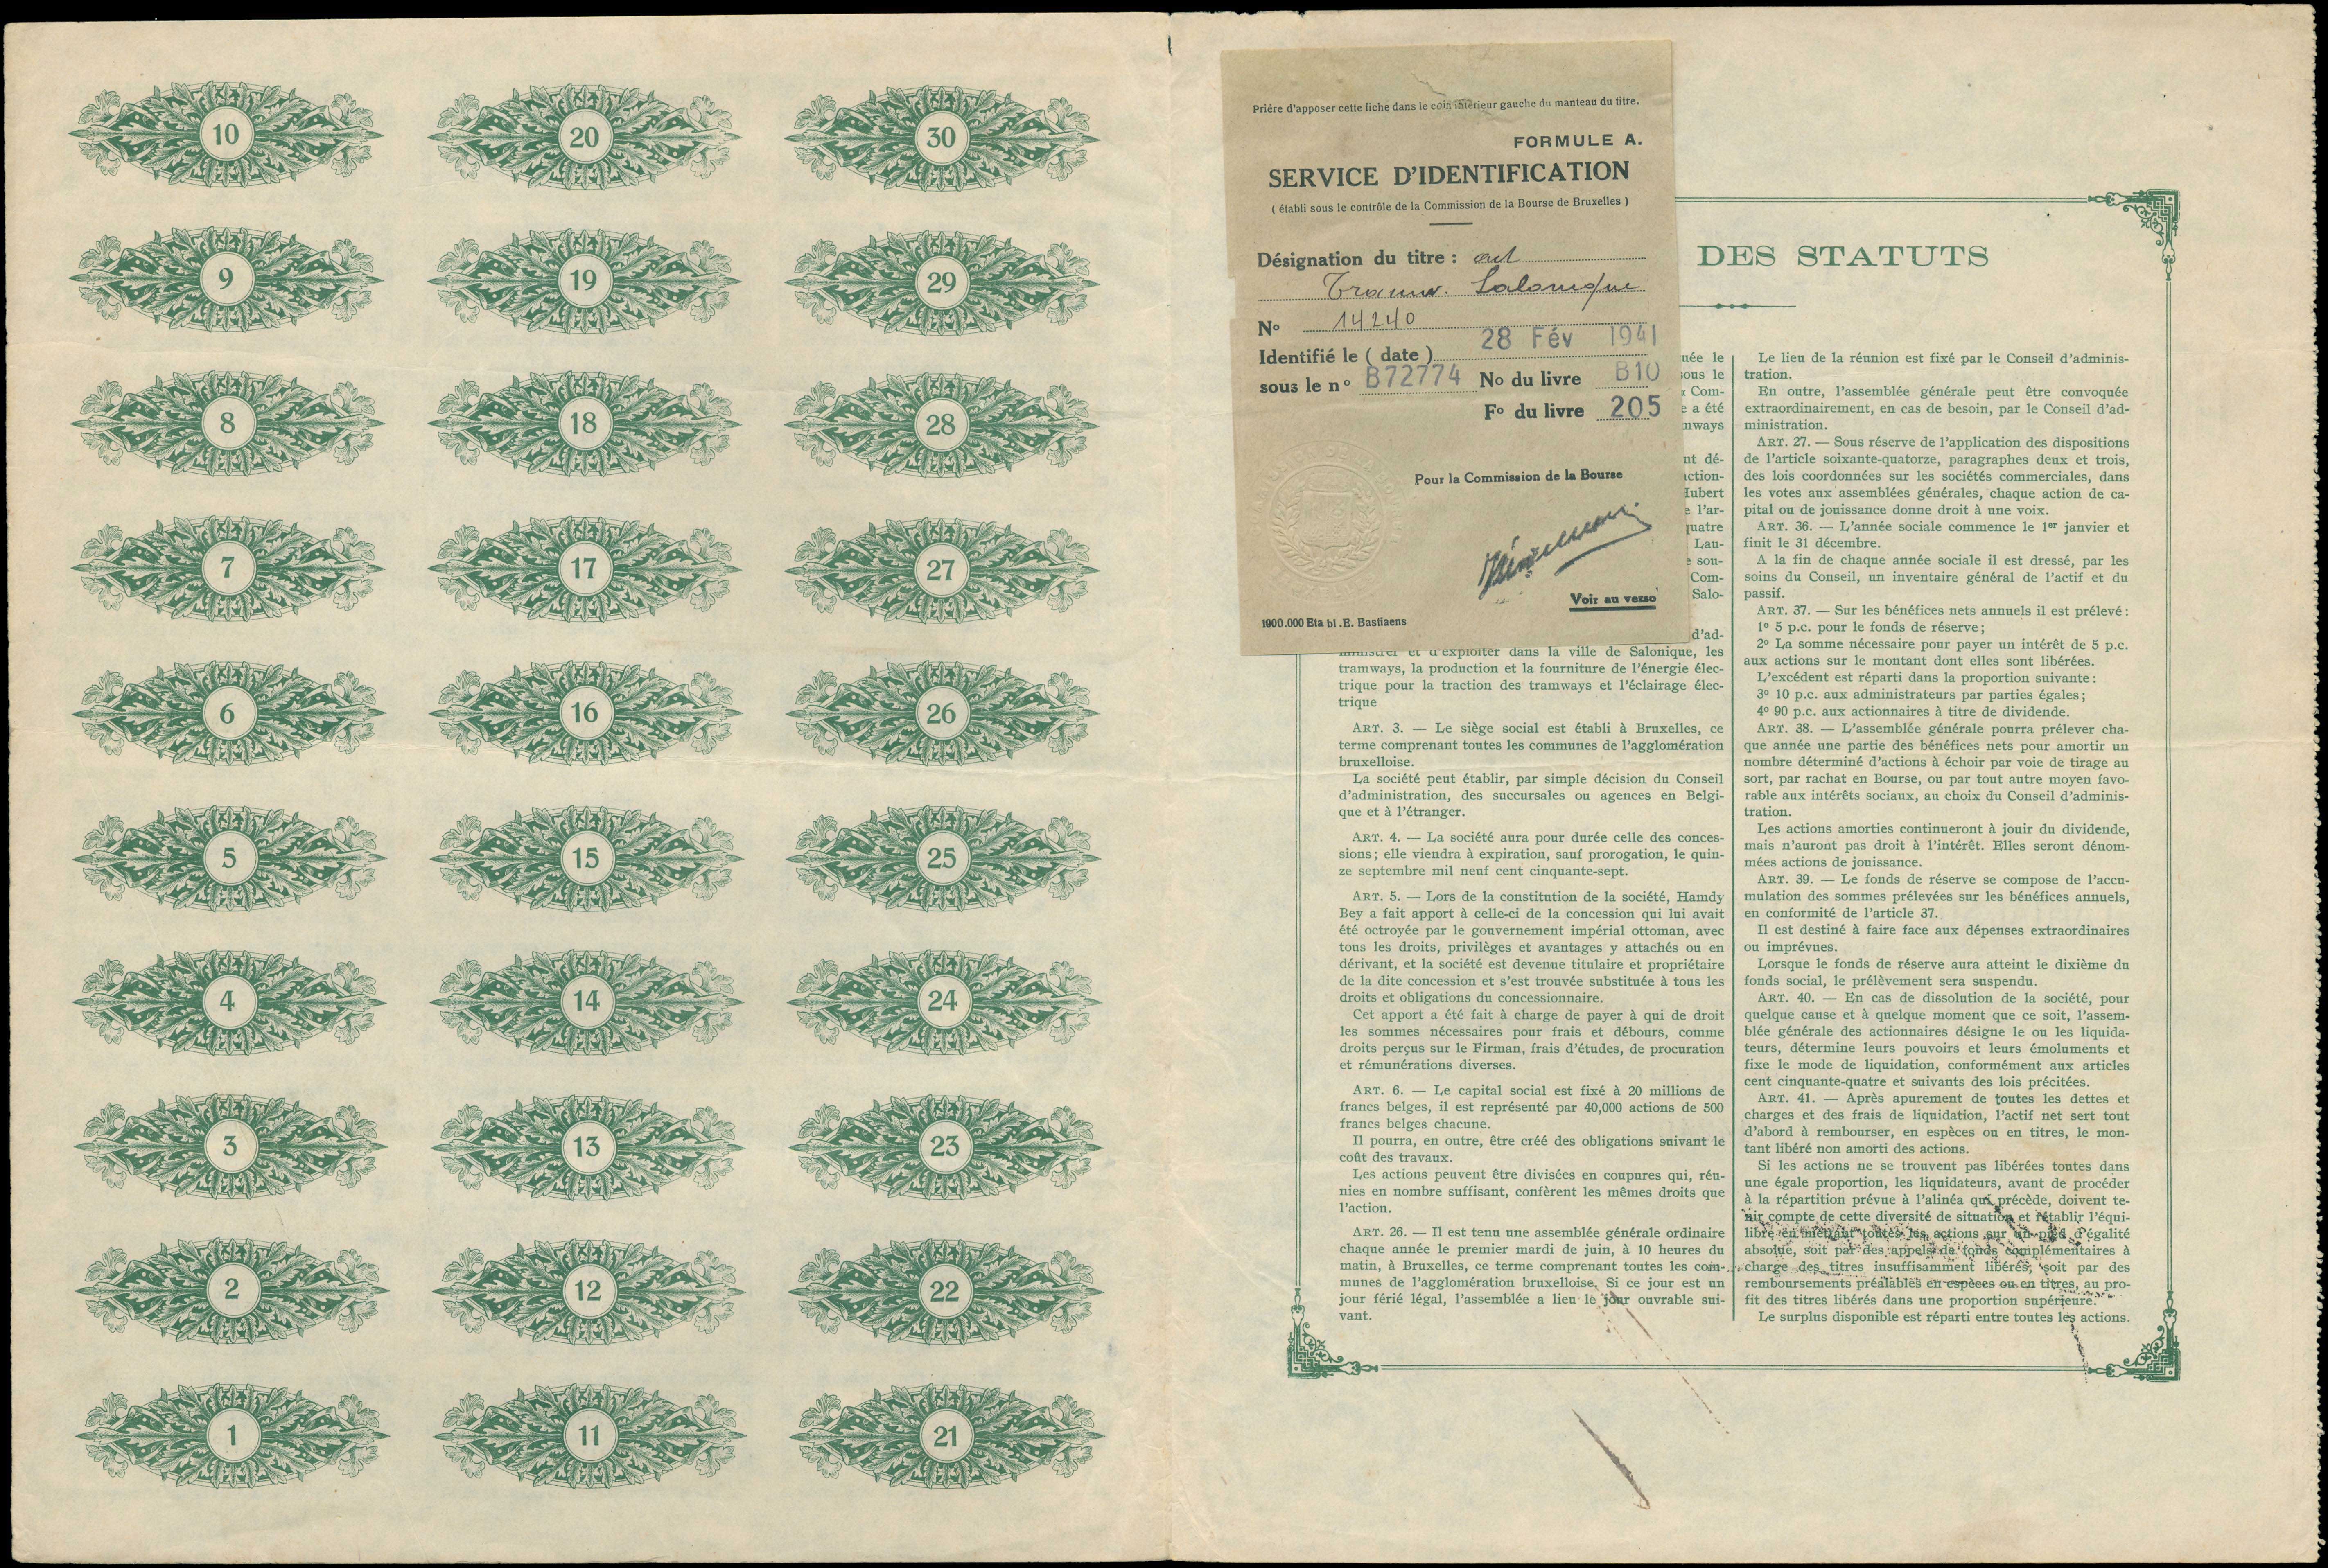 10
20
30
9
19
29
8
18
28
7
17
27
6
16
26
5
15
25
4
14
24
3
13
23
2
12
22
1
11
21
Prière d'apposer cette fiche dans le coin intérieur gauche du manteau du titre.
FORMULE A.
SERVICE D'IDENTIFICATION
( établi sous le contrôle de la Commission de la Bourse de Bruxelles )
Désignation du titre : act
Tramw. Salonique
No 14240
Identifié le ( date ) 28 Fév 1941
sous le no B72774 No du livre B10
Fo du livre 205
Pour la Commission de la Bourse
Voir au verso
1900.000 Eta bl .E. Bastiaens
DES STATUTS
uée le
sous le
Com-
e a été
mways
nt dé-
action-
Hubert
e l'ar-
quatre
Lau-
e sou-
Com-
Salo-
d'ad-
ministrer et d'exploiter dans la ville de Salonique, les
tramways, la production et la fourniture de l'énergie élec-
trique pour la traction des tramways et l'éclairage élec-
trique
ART. 3. — Le siège social est établi à Bruxelles, ce
terme comprenant toutes les communes de l'agglomération
bruxelloise.
La société peut établir, par simple décision du Conseil
d'administration, des succursales ou agences en Belgi-
que et à l'étranger.
ART. 4. — La société aura pour durée celle des conces-
sions; elle viendra à expiration, sauf prorogation, le quin-
ze septembre mil neuf cent cinquante-sept.
ART. 5. — Lors de la constitution de la société, Hamdy
Bey a fait apport à celle-ci de la concession qui lui avait
été octroyée par le gouvernement impérial ottoman, avec
tous les droits, privilèges et avantages y attachés ou en
dérivant, et la société est devenue titulaire et propriétaire
de la dite concession et s'est trouvée substituée à tous les
droits et obligations du concessionnaire.
Cet apport a été fait à charge de payer à qui de droit
les sommes nécessaires pour frais et débours, comme
droits perçus sur le Firman, frais d'études, de procuration
et rémunérations diverses.
ART. 6. — Le capital social est fixé à 20 millions de
francs belges, il est représenté par 40,000 actions de 500
francs belges chacune.
Il pourra, en outre, être créé des obligations suivant le
coût des travaux.
Les actions peuvent être divisées en coupures qui, réu-
nies en nombre suffisant, confèrent les mêmes droits que
l'action.
ART. 26. — Il est tenu une assemblée générale ordinaire
chaque année le premier mardi de juin, à 10 heures du
matin, à Bruxelles, ce terme comprenant toutes les com-
munes de l'agglomération bruxelloise. Si ce jour est un
jour férié légal, l'assemblée a lieu le jour ouvrable sui-
vant.
Le lieu de la réunion est fixé par le Conseil d'adminis-
tration.
En outre, l'assemblée générale peut être convoquée
extraordinairement, en cas de besoin, par le Conseil d'ad-
ministration.
ART. 27. — Sous réserve de l'application des dispositions
de l'article soixante-quatorze, paragraphes deux et trois,
des lois coordonnées sur les sociétés commerciales, dans
les votes aux assemblées générales, chaque action de ca-
pital ou de jouissance donne droit à une voix.
ART. 36. — L'année sociale commence le 1er janvier et
finit le 31 décembre.
A la fin de chaque année sociale il est dressé, par les
soins du Conseil, un inventaire général de l'actif et du
passif.
ART. 37. — Sur les bénéfices nets annuels il est prélevé :
1o 5 p.c. pour le fonds de réserve;
2o La somme nécessaire pour payer un intérêt de 5 p.c.
aux actions sur le montant dont elles sont libérées.
L'excédent est réparti dans la proportion suivante :
3o 10 p.c. aux administrateurs par parties égales;
4o 90 p.c. aux actionnaires à titre de dividende.
ART. 38. — L'assemblée générale pourra prélever cha-
que année une partie des bénéfices nets pour amortir un
nombre déterminé d'actions à échoir par voie de tirage au
sort, par rachat en Bourse, ou par tout autre moyen favo-
rable aux intérêts sociaux, au choix du Conseil d'adminis-
tration.
Les actions amorties continueront à jouir du dividende,
mais n'auront pas droit à l'intérêt. Elles seront dénom-
mées actions de jouissance.
ART. 39. — Le fonds de réserve se compose de l'accu-
mulation des sommes prélevées sur les bénéfices annuels,
en conformité de l'article 37.
Il est destiné à faire face aux dépenses extraordinaires
ou imprévues.
Lorsque le fonds de réserve aura atteint le dixième du
fonds social, le prélèvement sera suspendu.
ART. 40. — En cas de dissolution de la société, pour
quelque cause et à quelque moment que ce soit, l'assem-
blée générale des actionnaires désigne le ou les liquida-
teurs, détermine leurs pouvoirs et leurs émoluments et
fixe le mode de liquidation, conformément aux articles
cent cinquante-quatre et suivants des lois précitées.
ART. 41. — Après apurement de toutes les dettes et
charges et des frais de liquidation, l'actif net sert tout
d'abord à rembourser, en espèces ou en titres, le mon-
tant libéré non amorti des actions.
Si les actions ne se trouvent pas libérées toutes dans
une égale proportion, les liquidateurs, avant de procéder
à la répartition prévue à l'alinéa qui précède, doivent te-
nir compte de cette diversité de situation et rétablir l'équi-
libre en mettant toutes les actions sur un pied d'égalité
absolue, soit par des appels de fonds complémentaires à
charge des titres insuffisamment libérés, soit par des
remboursements préalables en espèces ou en titres, au pro-
fit des titres libérés dans une proportion supérieure.
Le surplus disponible est réparti entre toutes les actions.